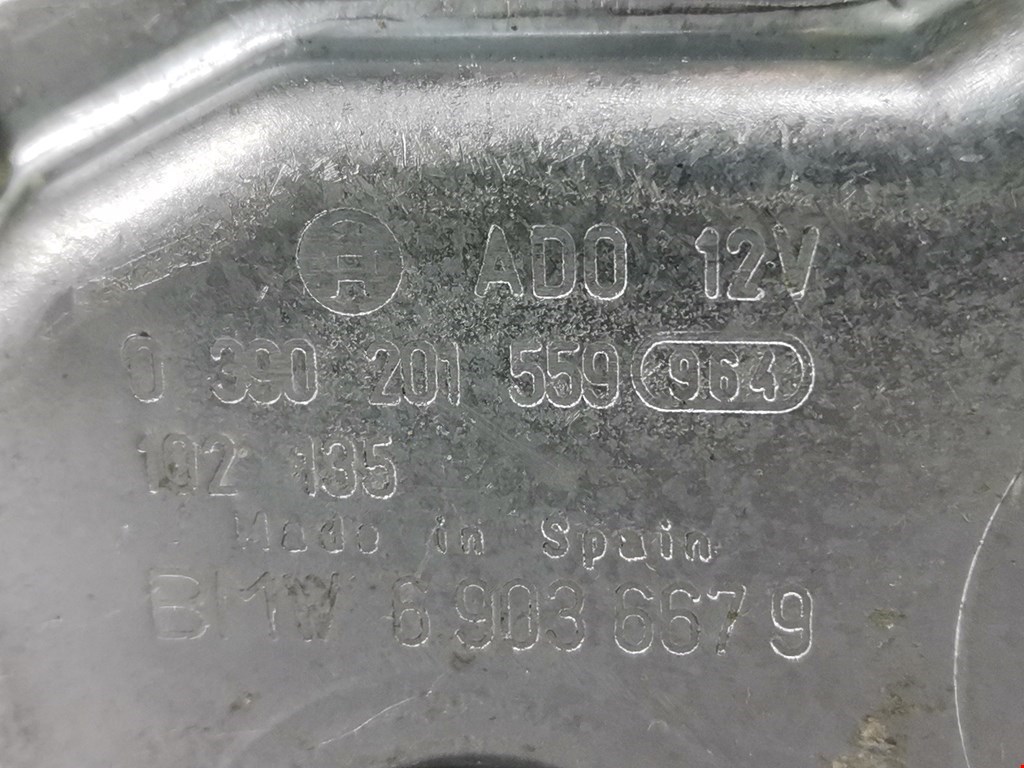 ADO 12V
0 390 201 559 964
102 135
Made in Spain
BMW 6 903 667 9